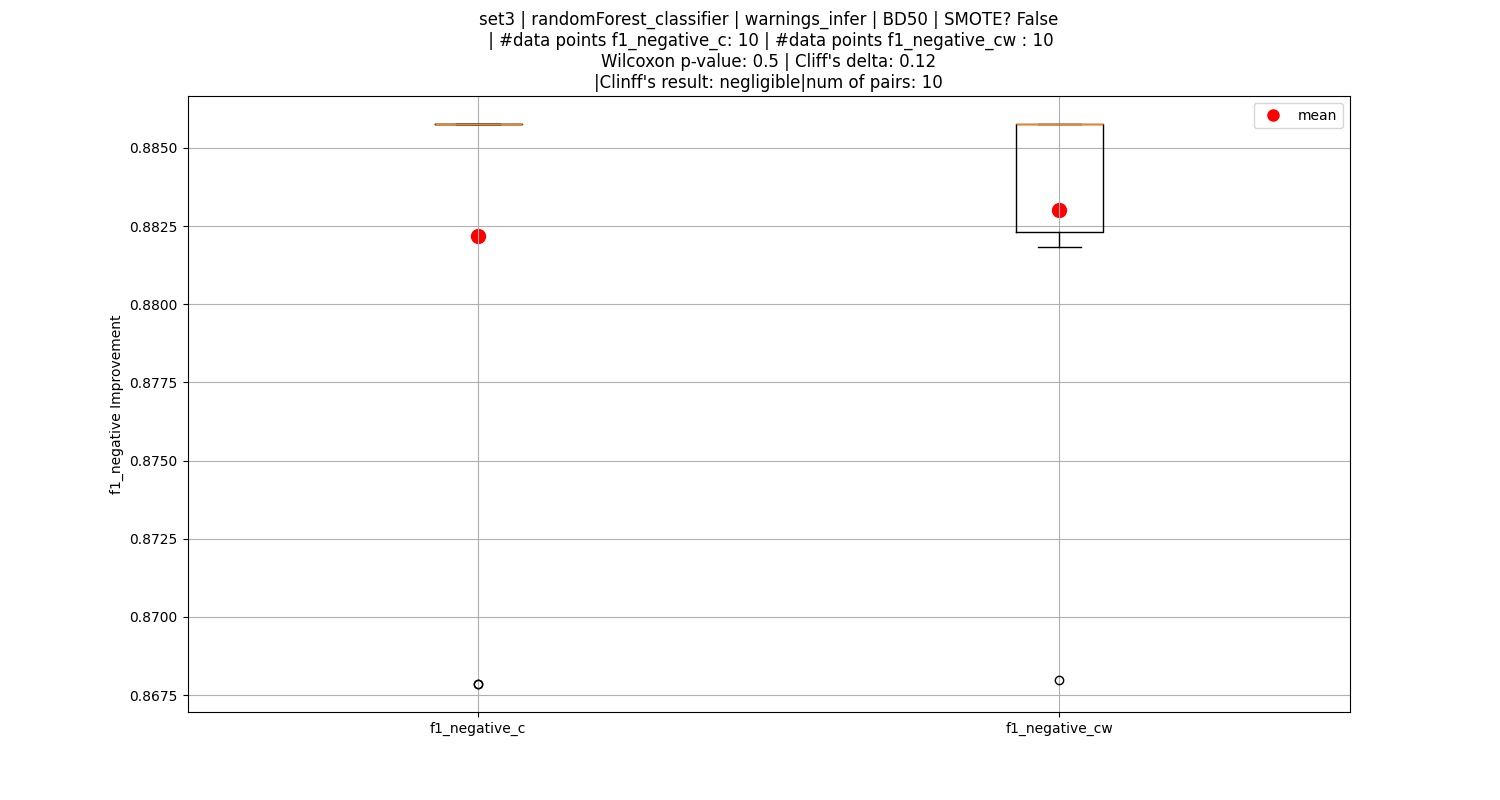 set3 | randomForest_classifier | warnings_infer | BD50 | SMOTE? False
| #data points f1_negative_c: 10 | #data points f1_negative_cw : 10
Wilcoxon p-value: 0.5 | Cliff's delta: 0.12
|Clinff's result: negligible|num of pairs: 10
mean
0.8850
0.8825
0.8800
0.8775
0.8750
0.8725
0.8700
0.8675
f1_negative Improvement
f1_negative_c
f1_negative_cw